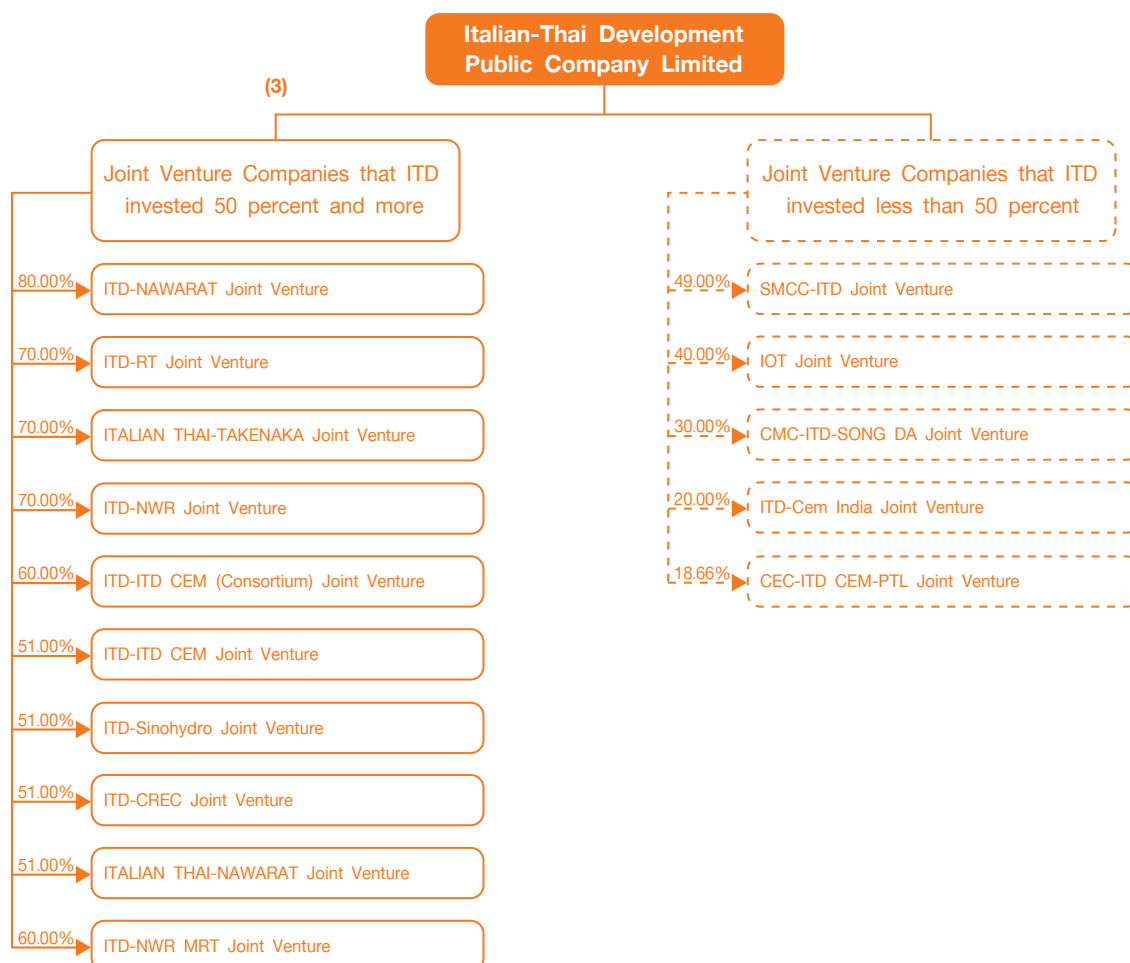 Italian-Thai Development
Public Company Limited
(3)
Joint Venture Companies that ITD
invested 50 percent and more
80.00%
ITD-NAWARAT Joint Venture
70.00%
ITD-RT Joint Venture
70.00%
ITALIAN THAI-TAKENAKA Joint Venture
70.00%
ITD-NWR Joint Venture
60.00%
ITD-ITD CEM (Consortium) Joint Venture
51.00%
ITD-ITD CEM Joint Venture
51.00%
ITD-Sinohydro Joint Venture
51.00%
ITD-CREC Joint Venture
51.00%
ITALIAN THAI-NAWARAT Joint Venture
60.00%
ITD-NWR MRT Joint Venture
Joint Venture Companies that ITD
invested less than 50 percent
49.00%
SMCC-ITD Joint Venture
40.00%
IOT Joint Venture
30.00%
CMC-ITD-SONG DA Joint Venture
20.00%
ITD-Cem India Joint Venture
18.66%
CEC-ITD CEM-PTL Joint Venture